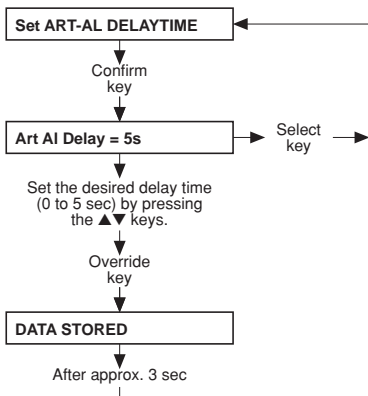 Set ART-AL DELAYTIME
Confirm
key
Art Al Delay = 5s
Select
key
Set the desired delay time
(0 to 5 sec) by pressing
the ▲▼ keys.
Override
key
DATA STORED
After approx. 3 sec